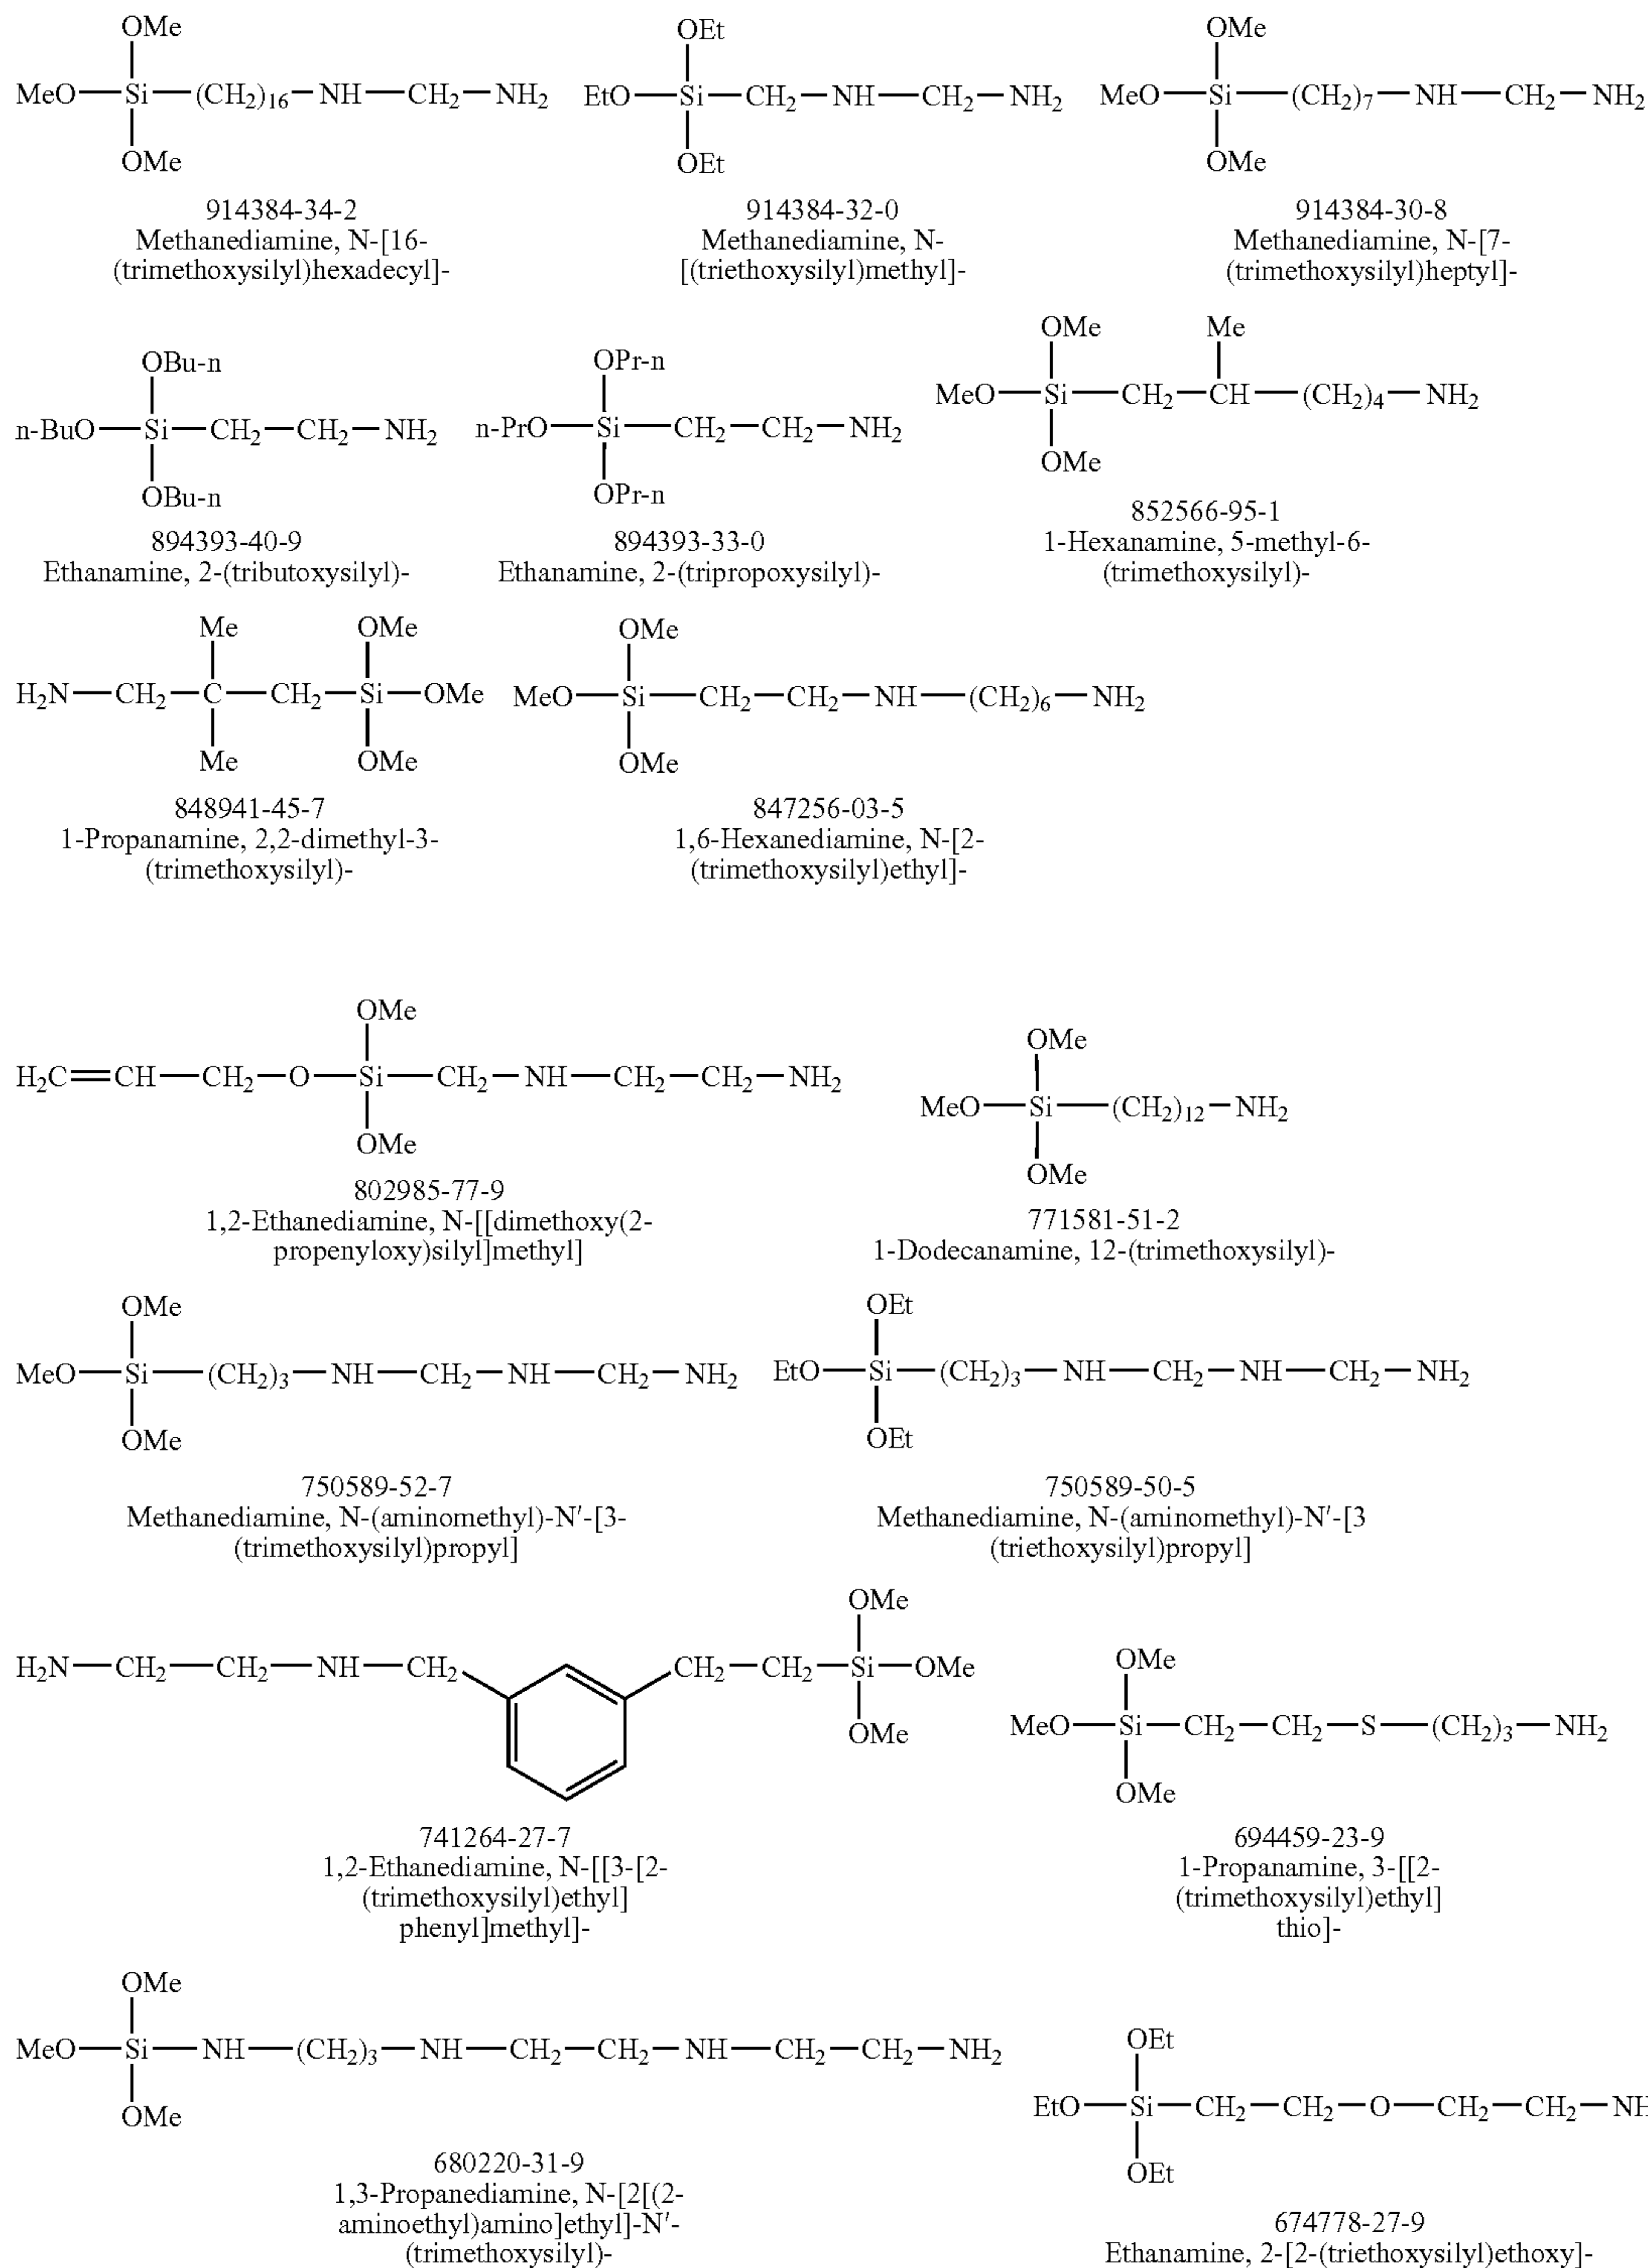 OMe
MeO—Si—(CH2)16—NH—CH2—NH2
OMe
914384-34-2
Methanediamine, N-[16-
(trimethoxysilyl)hexadecyl]-
OEt
EtO—Si—CH2—NH—CH2—NH2
OEt
914384-32-0
Methanediamine, N-
[(triethoxysilyl)methyl]-
OMe
MeO—Si—(CH2)7—NH—CH2—NH2
OMe
914384-30-8
Methanediamine, N-[7-
(trimethoxysilyl)heptyl]-
OBu-n
n-BuO—Si—CH2—CH2—NH2
OBu-n
894393-40-9
Ethanamine, 2-(tributoxysilyl)-
OPr-n
n-PrO—Si—CH2—CH2—NH2
OPr-n
894393-33-0
Ethanamine, 2-(tripropoxysilyl)-
OMe Me
MeO—Si—CH2—CH—(CH2)4—NH2
OMe
852566-95-1
1-Hexanamine, 5-methyl-6-
(trimethoxysilyl)-
Me OMe
H2N—CH2—C—CH2—Si—OMe
Me OMe
848941-45-7
1-Propanamine, 2,2-dimethyl-3-
(trimethoxysilyl)-
OMe
MeO—Si—CH2—CH2—NH—(CH2)6—NH2
OMe
847256-03-5
1,6-Hexanediamine, N-[2-
(trimethoxysilyl)ethyl]-
OMe
H2C=CH—CH2—O—Si—CH2—NH—CH2—CH2—NH2
OMe
802985-77-9
1,2-Ethanediamine, N-[[dimethoxy(2-
propenyloxy)silyl]methyl]
OMe
MeO—Si—(CH2)12—NH2
OMe
771581-51-2
1-Dodecanamine, 12-(trimethoxysilyl)-
OMe
MeO—Si—(CH2)3—NH—CH2—NH—CH2—NH2
OMe
750589-52-7
Methanediamine, N-(aminomethyl)-N'-[3-
(trimethoxysilyl)propyl]
OEt
EtO—Si—(CH2)3—NH—CH2—NH—CH2—NH2
OEt
750589-50-5
Methanediamine, N-(aminomethyl)-N'-[3
(triethoxysilyl)propyl]
OMe
H2N—CH2—CH2—NH—CH2 CH2—CH2—Si—OMe
OMe
741264-27-7
1,2-Ethanediamine, N-[[3-[2-
(trimethoxysilyl)ethyl]
phenyl]methyl]-
OMe
MeO—Si—CH2—CH2—S—(CH2)3—NH2
OMe
694459-23-9
1-Propanamine, 3-[[2-
(trimethoxysilyl)ethyl]
thio]-
OMe
MeO—Si—NH—(CH2)3—NH—CH2—CH2—NH—CH2—CH2—NH2
OMe
680220-31-9
1,3-Propanediamine, N-[2[(2-
aminoethyl)amino]ethyl]-N'-
(trimethoxysilyl)-
OEt
EtO—Si—CH2—CH2—O—CH2—CH2—NH
OEt
674778-27-9
Ethanamine, 2-[2-(triethoxysilyl)ethoxy]-